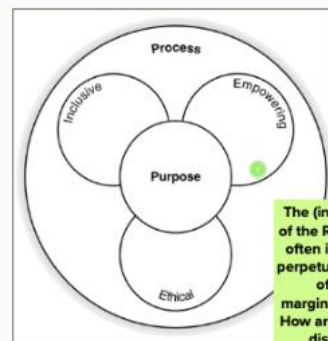 Process
Inclusive
Empowering
Purpose
The (in
of the R
often i
perpetu
of
margin
How ar
dis
Ethical